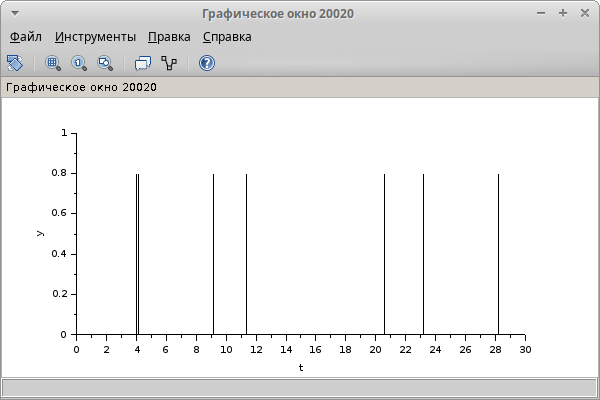 Графическое окно 20020
Файл Инструменты Правка Справка
Графическое окно 20020
1
0.8
0.6
0.4
0.2
0
y
0 2 4 6 8 10 12 14 16 18 20 22 24 26 28 30
t